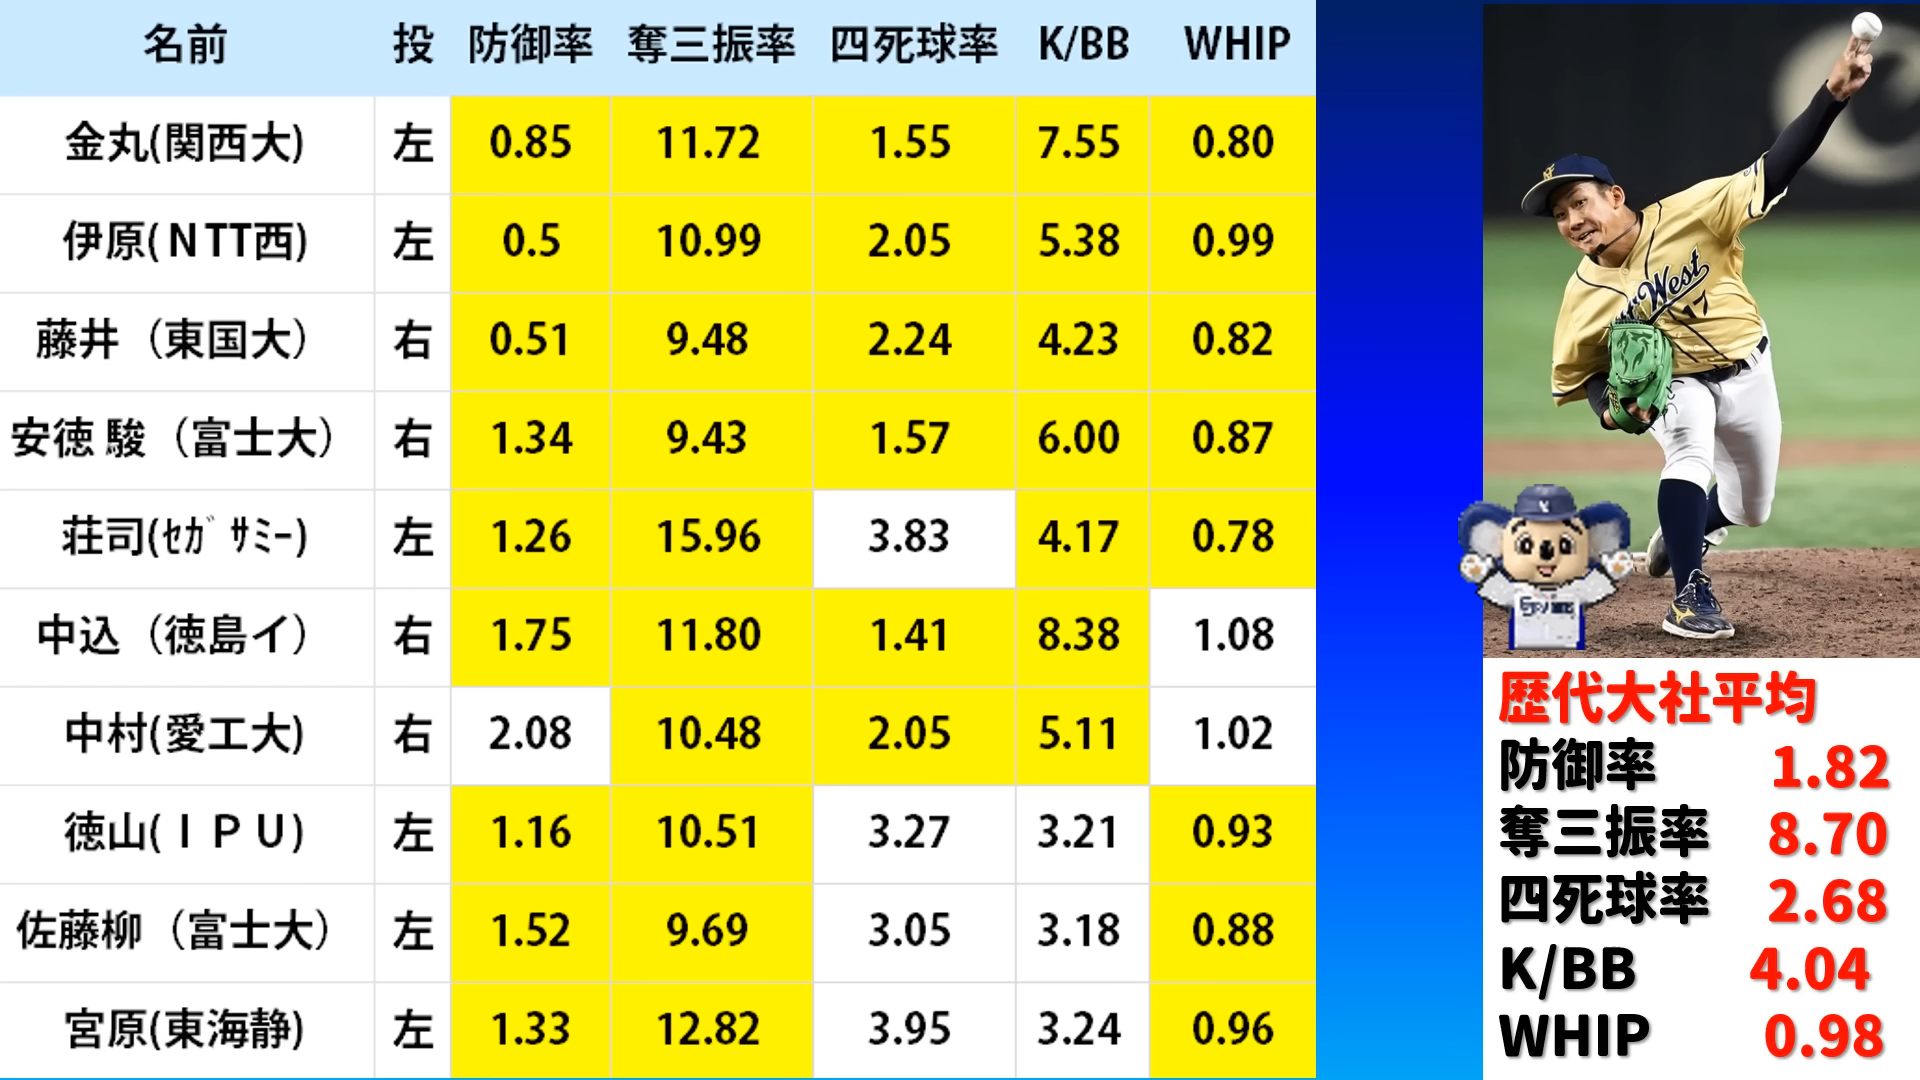 名前 投 防御率 奪三振率 四死球率 K/BB WHIP
金丸(関西大) 左 0.85 11.72 1.55 7.55 0.80
伊原(ＮTT西) 左 0.5 10.99 2.05 5.38 0.99
藤井（東国大） 右 0.51 9.48 2.24 4.23 0.82
安徳 駿（富士大） 右 1.34 9.43 1.57 6.00 0.87
荘司(ｾｶﾞｻﾐｰ) 左 1.26 15.96 3.83 4.17 0.78
中込（徳島イ） 右 1.75 11.80 1.41 8.38 1.08
中村(愛工大) 右 2.08 10.48 2.05 5.11 1.02
徳山(ＩＰＵ) 左 1.16 10.51 3.27 3.21 0.93
佐藤柳（富士大） 左 1.52 9.69 3.05 3.18 0.88
宮原(東海静) 左 1.33 12.82 3.95 3.24 0.96
West
17
歴代大社平均
防御率 1.82
奪三振率 8.70
四死球率 2.68
K/BB 4.04
WHIP 0.98